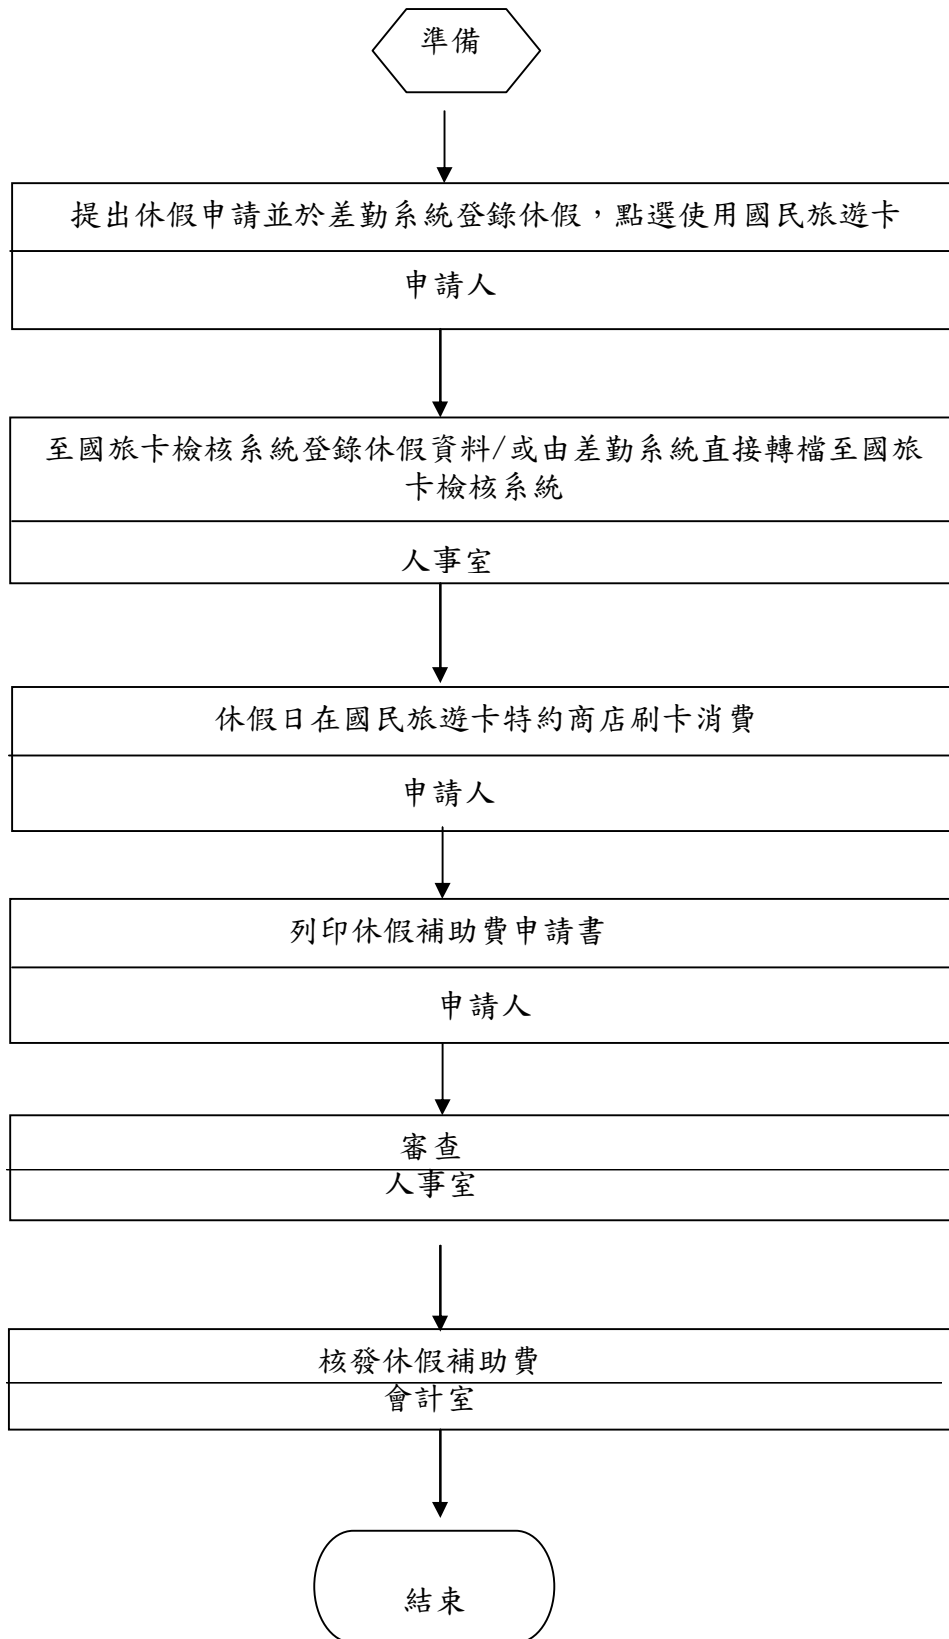 準備
提出休假申請並於差勤系統登錄休假，點選使用國民旅遊卡
申請人
至國旅卡檢核系統登錄休假資料/或由差勤系統直接轉檔至國旅
卡檢核系統
人事室
休假日在國民旅遊卡特約商店刷卡消費
申請人
列印休假補助費申請書
申請人
審查
人事室
核發休假補助費
會計室
結束